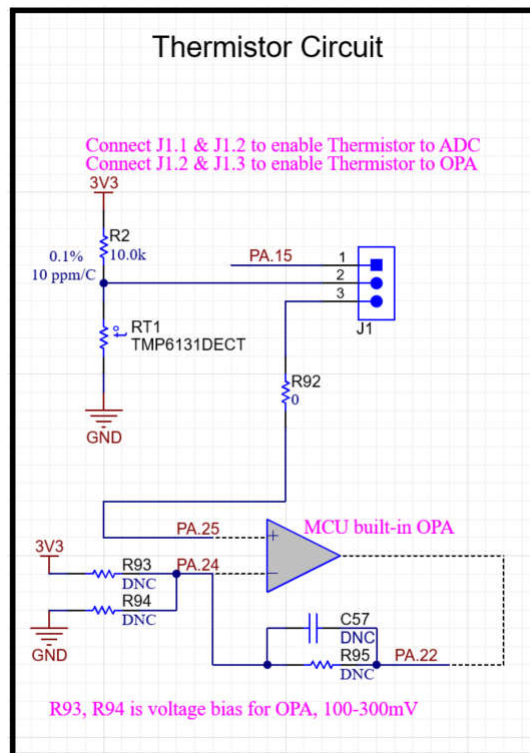 Thermistor Circuit
Connect J1.1 & J1.2 to enable Thermistor to ADC
Connect J1.2 & J1.3 to enable Thermistor to OPA
3V3
R2
0.1%
10.0k
10 ppm/C
PA.15
1
2
3
J1
t°
RT1
TMP6131DECT
R92
0
GND
PA.25
MCU built-in OPA
3V3
R93
PA.24
DNC
R94
DNC
GND
C57
DNC
R95
PA.22
DNC
R93, R94 is voltage bias for OPA, 100-300mV